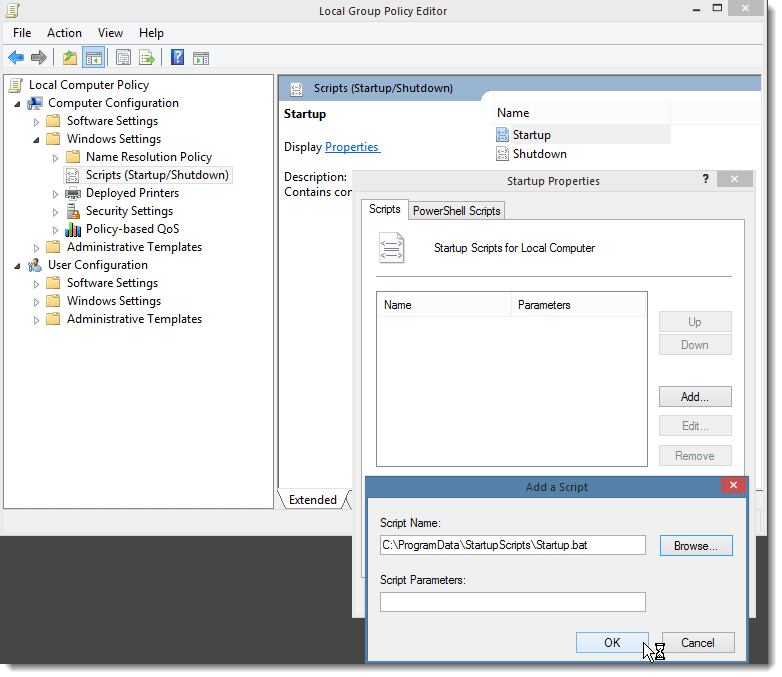 Local Group Policy Editor
File Action View Help
Local Computer Policy
Computer Configuration
Software Settings
Windows Settings
Name Resolution Policy
Scripts (Startup/Shutdown)
Deployed Printers
Security Settings
Policy-based QoS
Administrative Templates
User Configuration
Software Settings
Windows Settings
Administrative Templates
Scripts (Startup/Shutdown)
Startup
Display Properties
Description:
Contains cor
Name
Startup
Shutdown
Extended
Startup Properties
Scripts PowerShell Scripts
Startup Scripts for Local Computer
Name Parameters
Up
Down
Add...
Edit...
Remove
Add a Script
Script Name:
C:\ProgramData\StartupScripts\Startup.bat
Browse...
Script Parameters:
OK Cancel